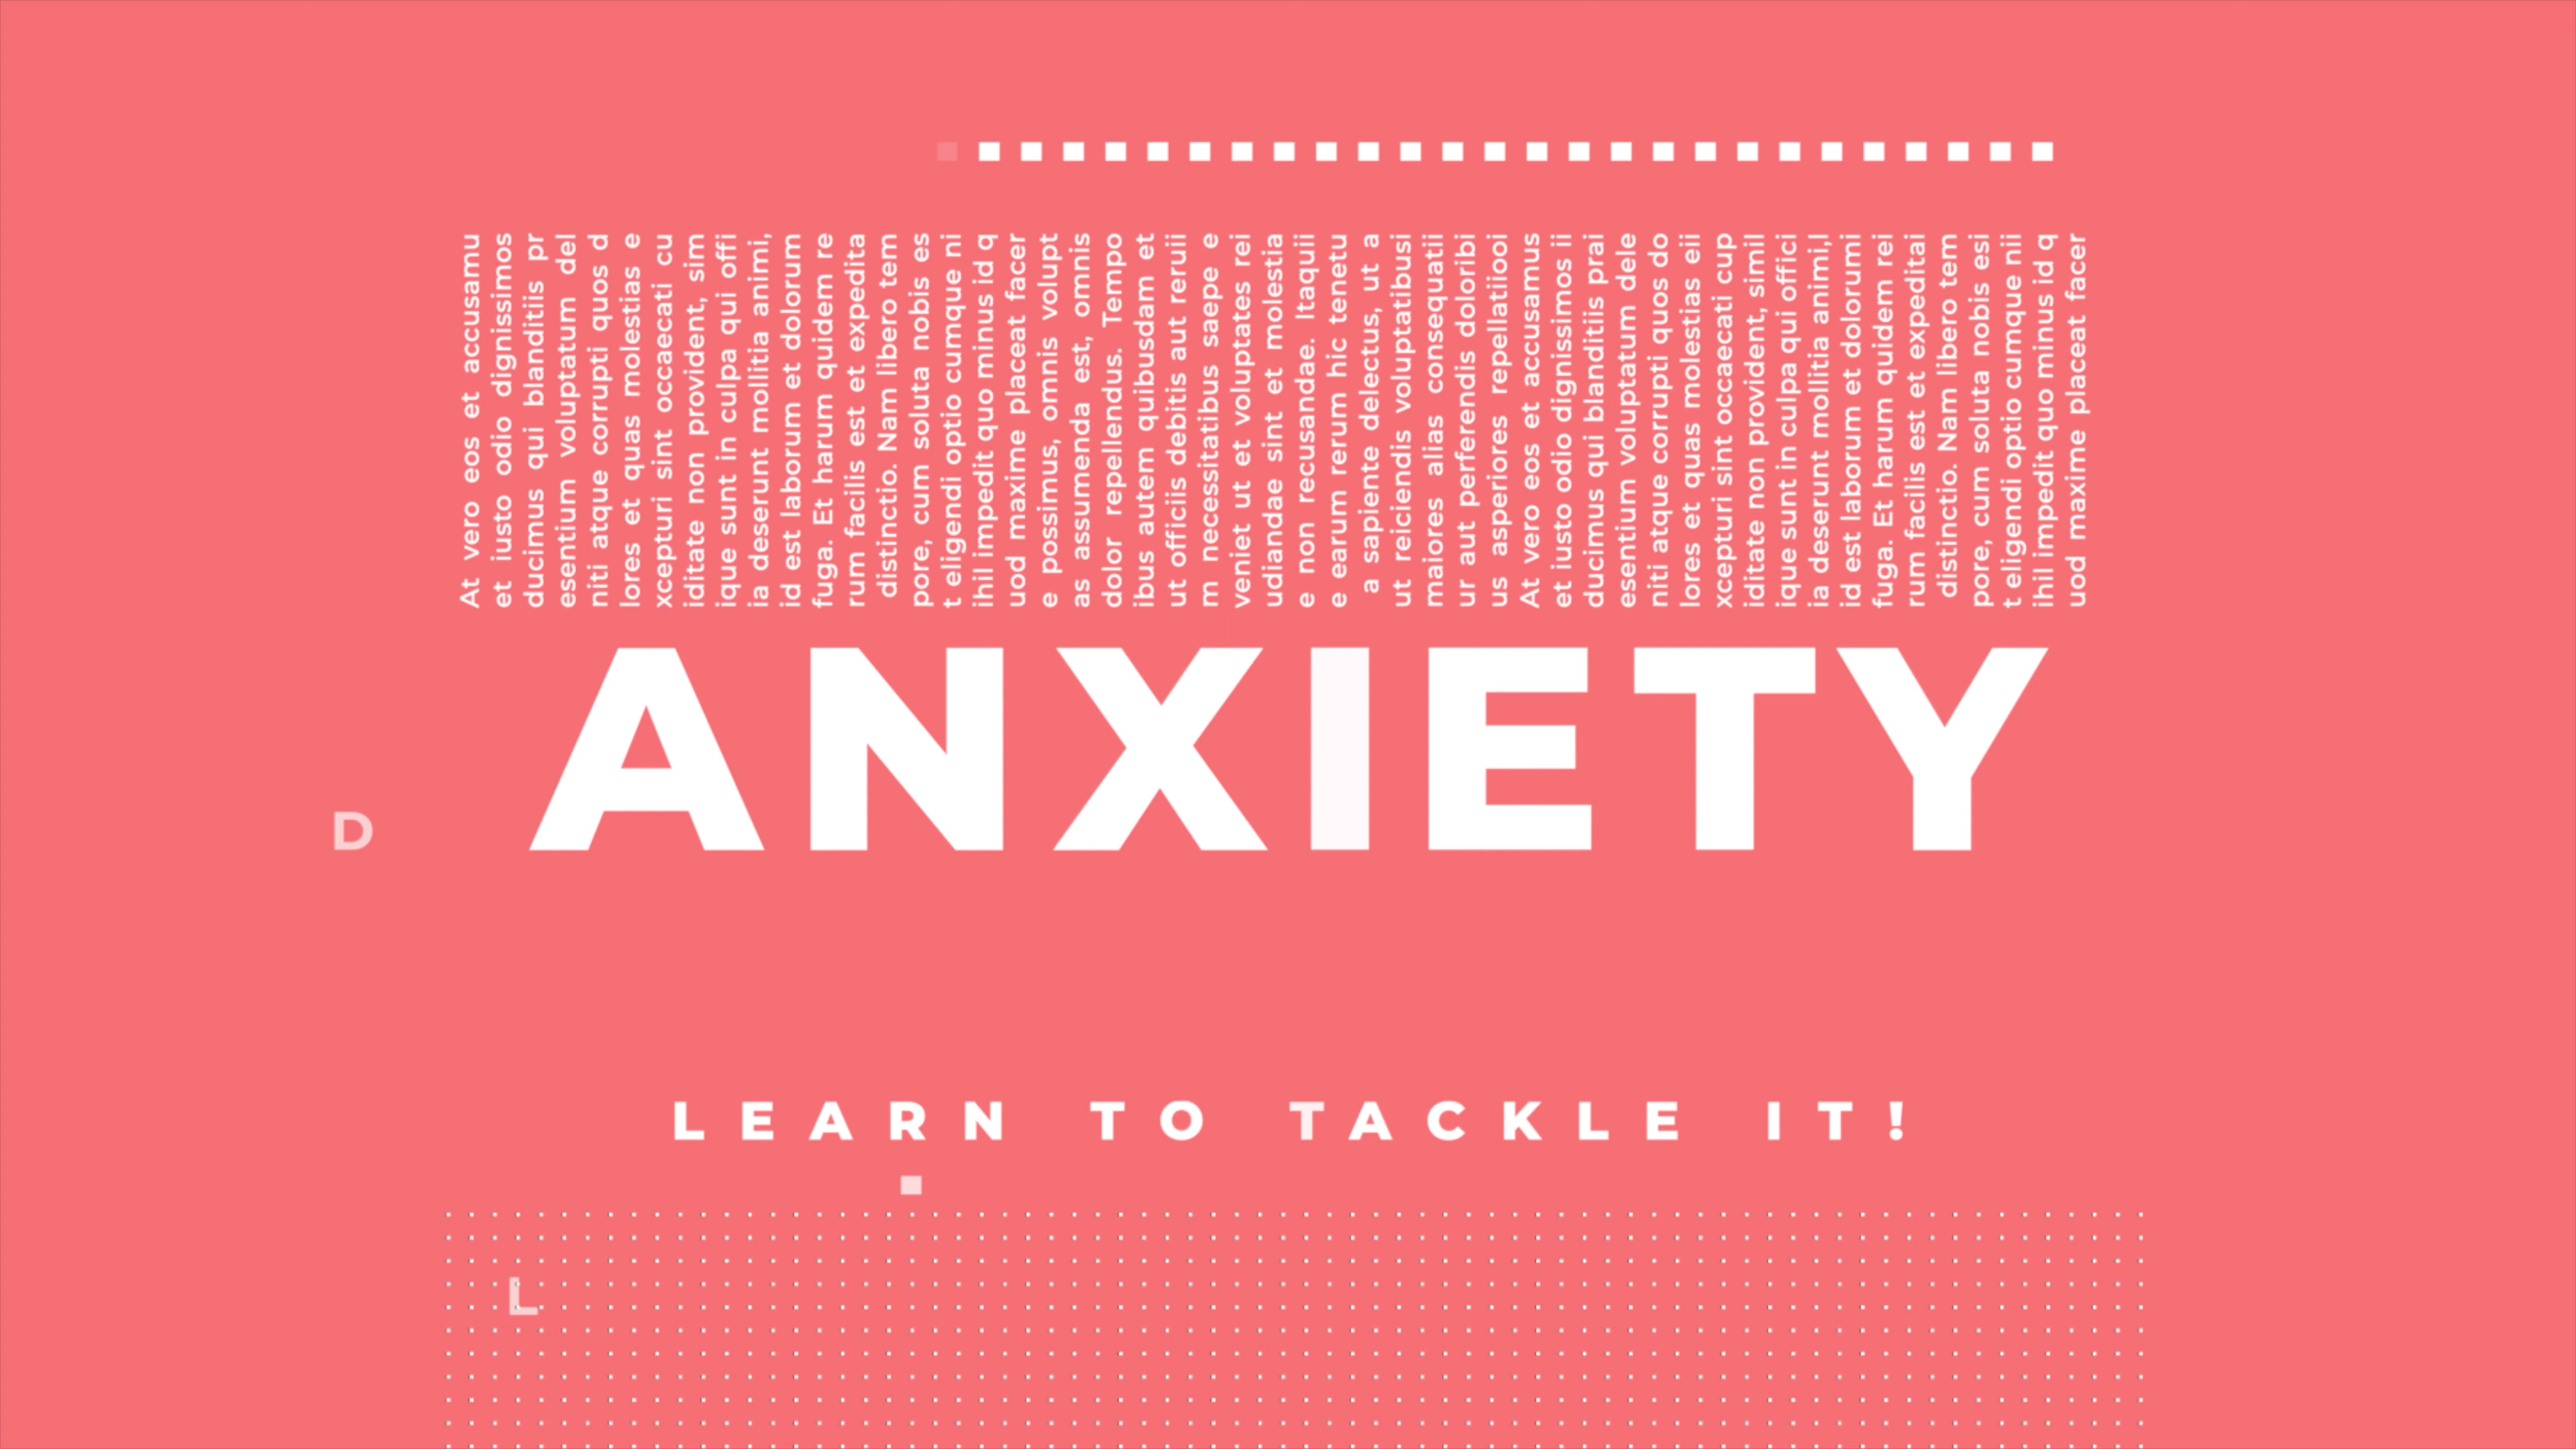 At vero eos et accusamu
et iusto odio dignissimos
ducimus qui blanditiis pr
esentium voluptatum del
niti atque corrupti quos d
lores et quas molestias e
xcepturi sint occaecati cu
iditate non provident, sim
ique sunt in culpa qui offi
ia deserunt mollitia animi,
id est laborum et dolorum
fuga. Et harum quidem re
rum facilis est et expedita
distinctio. Nam libero tem
pore, cum soluta nobis es
t eligendi optio cumque ni
ihil impedit quo minus id q
uod maxime placeat facer
e possimus, omnis volupt
as assumenda est, omnis
dolor repellendus. Tempo
ibus autem quibusdam et
ut officiis debitis aut reruii
m necessitatibus saepe e
veniet ut et voluptates rei
udiandae sint et molestia
e non recusandae. Itaquii
e earum rerum hic tenetu
a sapiente delectus, ut a
ut reiciendis voluptatibusi
maiores alias consequatii
ur aut perferendis doloribi
us asperiores repellatiiooi
At vero eos et accusamus
et iusto odio dignissimos ii
ducimus qui blanditiis prai
esentium voluptatum dele
niti atque corrupti quos do
lores et quas molestias eii
xcepturi sint occaecati cup
iditate non provident, simil
ique sunt in culpa qui offici
ia deserunt mollitia animi,l
id est laborum et dolorumi
fuga. Et harum quidem rei
rum facilis est et expeditai
distinctio. Nam libero tem
pore, cum soluta nobis esi
t eligendi optio cumque nii
ihil impedit quo minus id q
uod maxime placeat facer
ANXIETY
D
LEARN TO TACKLE IT!
L